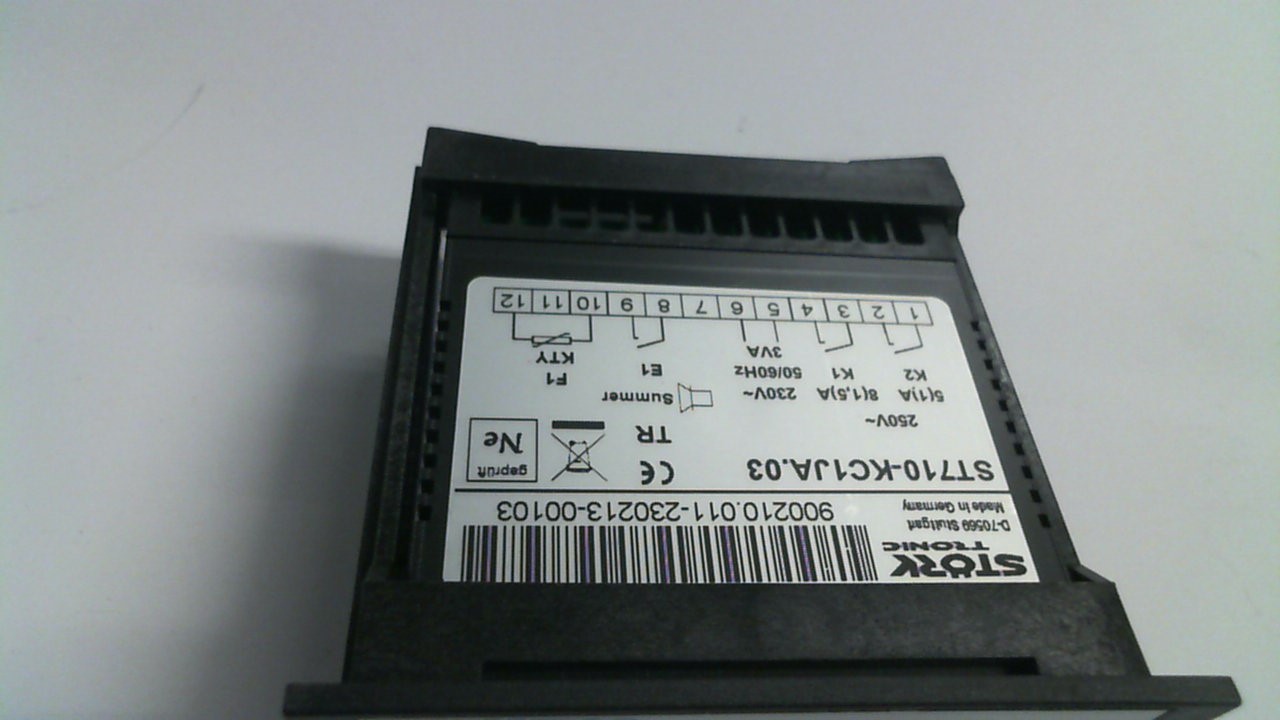 STÖRK
TRONIC
D-70569 Stuttgart
Made in Germany
900210.011-230213-00103
ST710-KC1JA.03
CE
geprüft
Ne
TR
250V~
5(1)A 8(1,5)A 230V~
Summer
K2 K1 50/60Hz
E1
F1
3VA
KTY
1 2 3 4 5 6 7 8 9 10 11 12